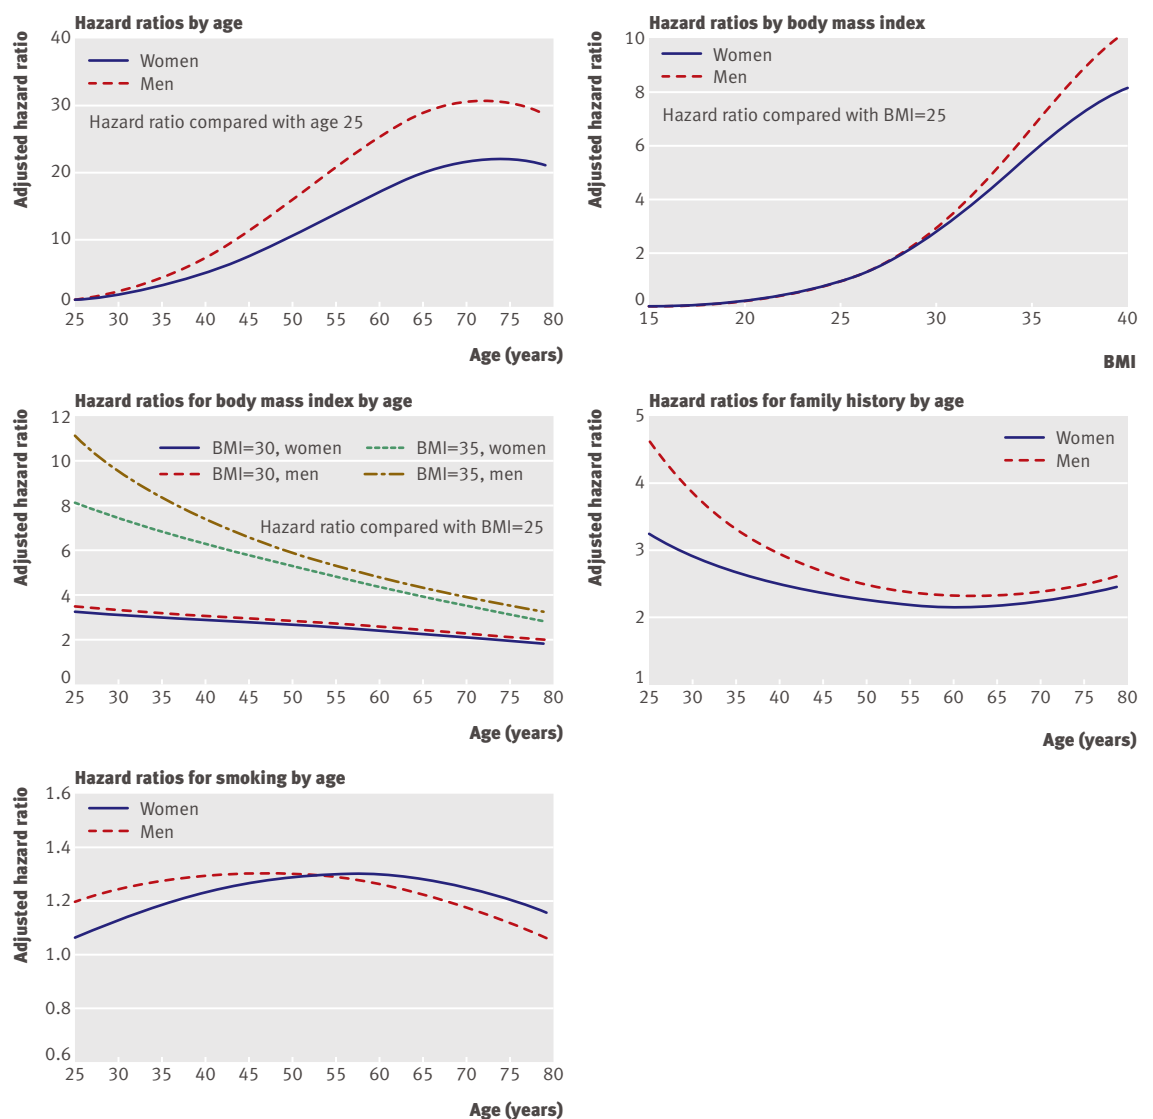 Hazard ratios by age
Adjusted hazard ratio
40
30
20
10
0
Women
Men
Hazard ratio compared with age 25
25 30 35 40 45 50 55 60 65 70 75 80
Age (years)
Hazard ratios by body mass index
Adjusted hazard ratio
10
8
6
4
2
0
Women
Men
Hazard ratio compared with BMI=25
15 20 25 30 35 40
BMI
Hazard ratios for body mass index by age
Adjusted hazard ratio
12
10
8
6
4
2
0
BMI=30, women BMI=35, women
BMI=30, men BMI=35, men
Hazard ratio compared with BMI=25
25 30 35 40 45 50 55 60 65 70 75 80
Age (years)
Hazard ratios for family history by age
Adjusted hazard ratio
5
4
3
2
1
Women
Men
25 30 35 40 45 50 55 60 65 70 75 80
Age (years)
Hazard ratios for smoking by age
Adjusted hazard ratio
1.6
1.4
1.2
1.0
0.8
0.6
Women
Men
25 30 35 40 45 50 55 60 65 70 75 80
Age (years)